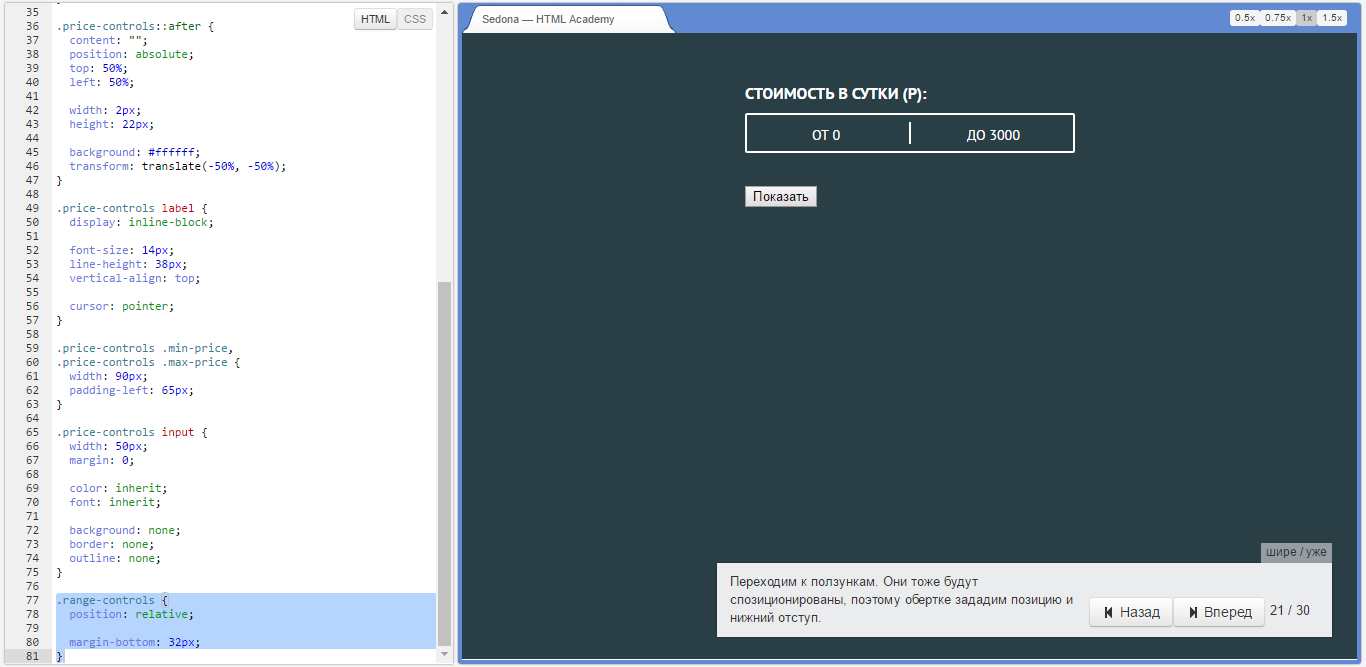 35
36 .price-controls::after {
37 content: "";
38 position: absolute;
39 top: 50%;
40 left: 50%;
41
42 width: 2px;
43 height: 22px;
44
45 background: #ffffff;
46 transform: translate(-50%, -50%);
47 }
48
49 .price-controls label {
50 display: inline-block;
51
52 font-size: 14px;
53 line-height: 38px;
54 vertical-align: top;
55
56 cursor: pointer;
57 }
58
59 .price-controls .min-price,
60 .price-controls .max-price {
61 width: 90px;
62 padding-left: 65px;
63 }
64
65 .price-controls input {
66 width: 50px;
67 margin: 0;
68
69 color: inherit;
70 font: inherit;
71
72 background: none;
73 border: none;
74 outline: none;
75 }
76
77 .range-controls {
78 position: relative;
79
80 margin-bottom: 32px;
81 }
HTML CSS
Sedona — HTML Academy
0.5x 0.75x 1x 1.5x
СТОИМОСТЬ В СУТКИ (Р):
ОТ 0 ДО 3000
Показать
шире / уже
Переходим к ползункам. Они тоже будут
спозиционированы, поэтому обертке зададим позицию и
нижний отступ.
Назад Вперед 21 / 30